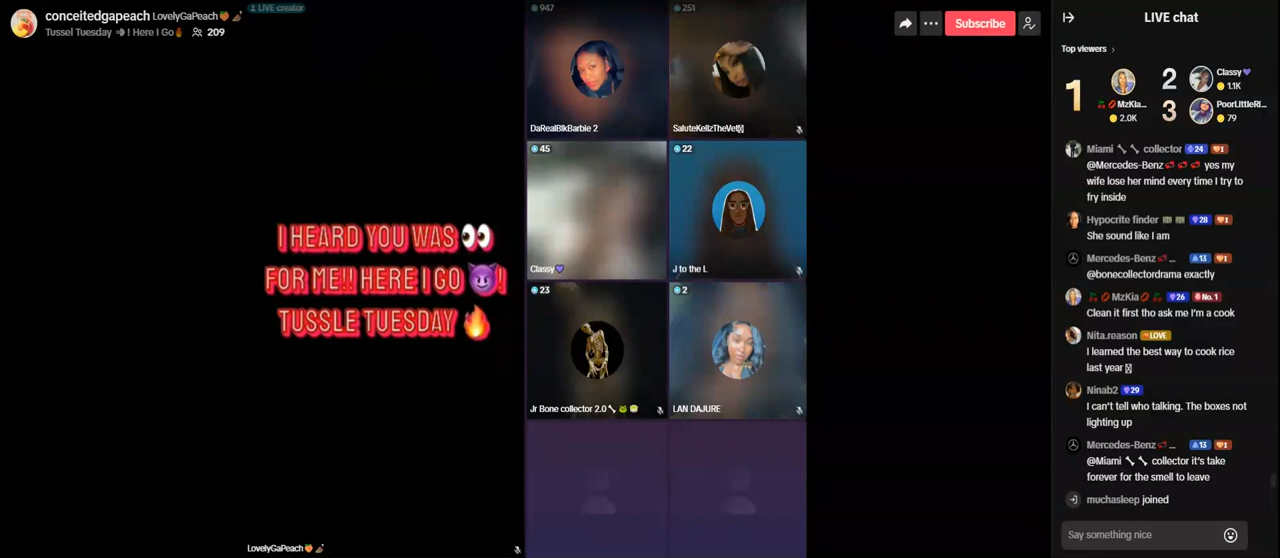 conceitedgapeach LovelyGaPeach🍑💅🏾 LIVE creator
Tussel Tuesday 💨 ! Here I Go🔥 209
I HEARD YOU WAS 👀
FOR ME!! HERE I GO 😈!
TUSSLE TUESDAY 🔥
LovelyGaPeach🍑💅🏾
947
DaRealBlkBarbie 2
251
SaluteKellzTheVet
45
Classy💜
22
J to the L
23
Jr Bone collector 2.0🦴🐸
2
LAN DAJURE
Subscribe
LIVE chat
Top viewers
1
🍒💋MzKia...
2.0K
2
Classy💜
1.1K
3
PoorLittleRi...
79
Miami 🦴🦴 collector 24 I
@Mercedes-Benz yes my
wife lose her mind every time I try to
fry inside
Hypocrite finder 28 I
She sound like I am
Mercedes-Benz ... 13 I
@bonecollectordrama exactly
🍒💋MzKia💋🍒 26 No. 1
Clean it first tho ask me I'm a cook
Nita.reason LOVE
I learned the best way to cook rice
last year
Ninab2 29
I can't tell who talking. The boxes not
lighting up
Mercedes-Benz ... 13 I
@Miami 🦴🦴 collector it's take
forever for the smell to leave
muchasleep joined
Say something nice